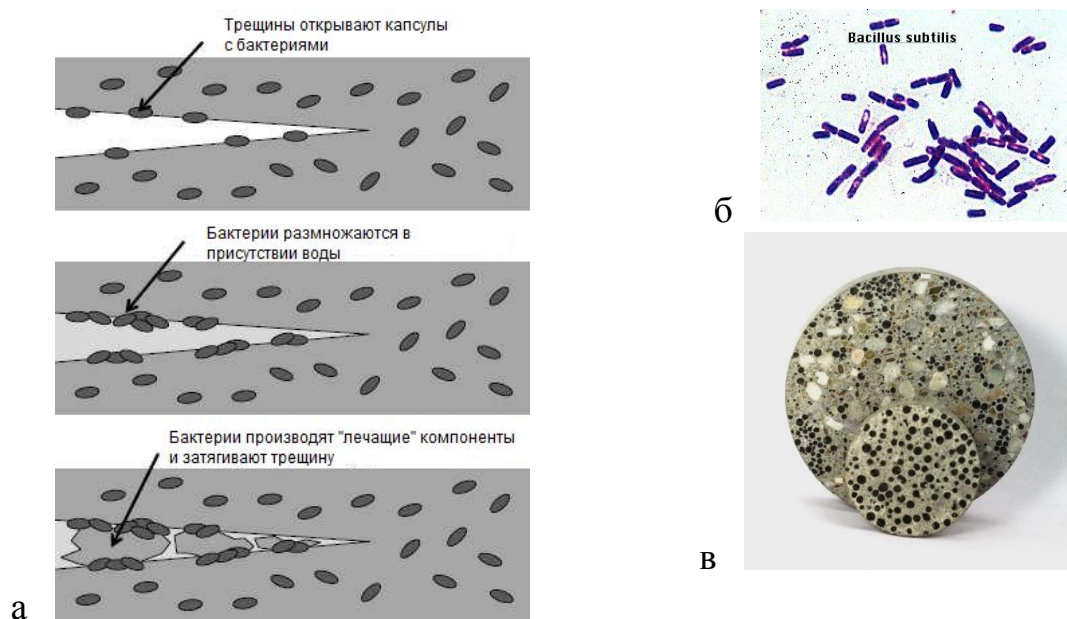 Трещины открывают капсулы
с бактериями
Бактерии размножаются в
присутствии воды
Бактерии производят "лечащие" компоненты
и затягивают трещину
а
Bacillus subtilis
б
в